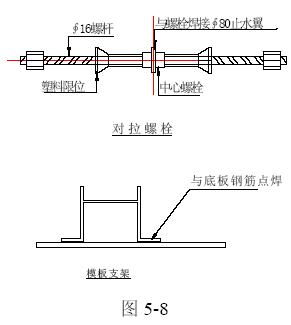 ∮16螺杆
与螺栓焊接∮80止水翼
塑料限位
中心螺栓
对拉螺栓
与底板钢筋点焊
模板支架
图 5-8